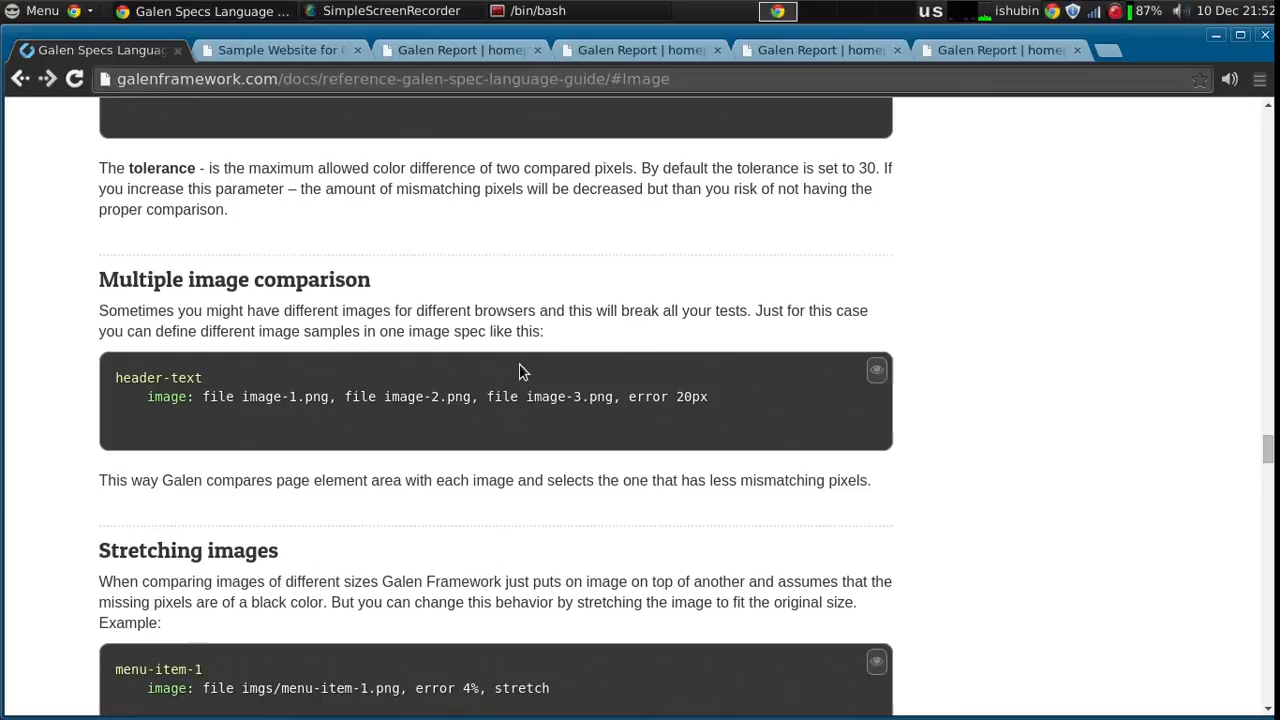 Menu
Galen Specs Language ...
SimpleScreenRecorder
/bin/bash
us
ishubin
87%
10 Dec, 21:52
Galen Specs Langua
Sample Website for
Galen Report | home
Galen Report | home
Galen Report | home
Galen Report | home
galenframework.com/docs/reference-galen-spec-language-guide/#Image
The tolerance - is the maximum allowed color difference of two compared pixels. By default the tolerance is set to 30. If
you increase this parameter – the amount of mismatching pixels will be decreased but than you risk of not having the
proper comparison.
Multiple image comparison
Sometimes you might have different images for different browsers and this will break all your tests. Just for this case
you can define different image samples in one image spec like this:
header-text
image: file image-1.png, file image-2.png, file image-3.png, error 20px
This way Galen compares page element area with each image and selects the one that has less mismatching pixels.
Stretching images
When comparing images of different sizes Galen Framework just puts on image on top of another and assumes that the
missing pixels are of a black color. But you can change this behavior by stretching the image to fit the original size.
Example:
menu-item-1
image: file imgs/menu-item-1.png, error 4%, stretch